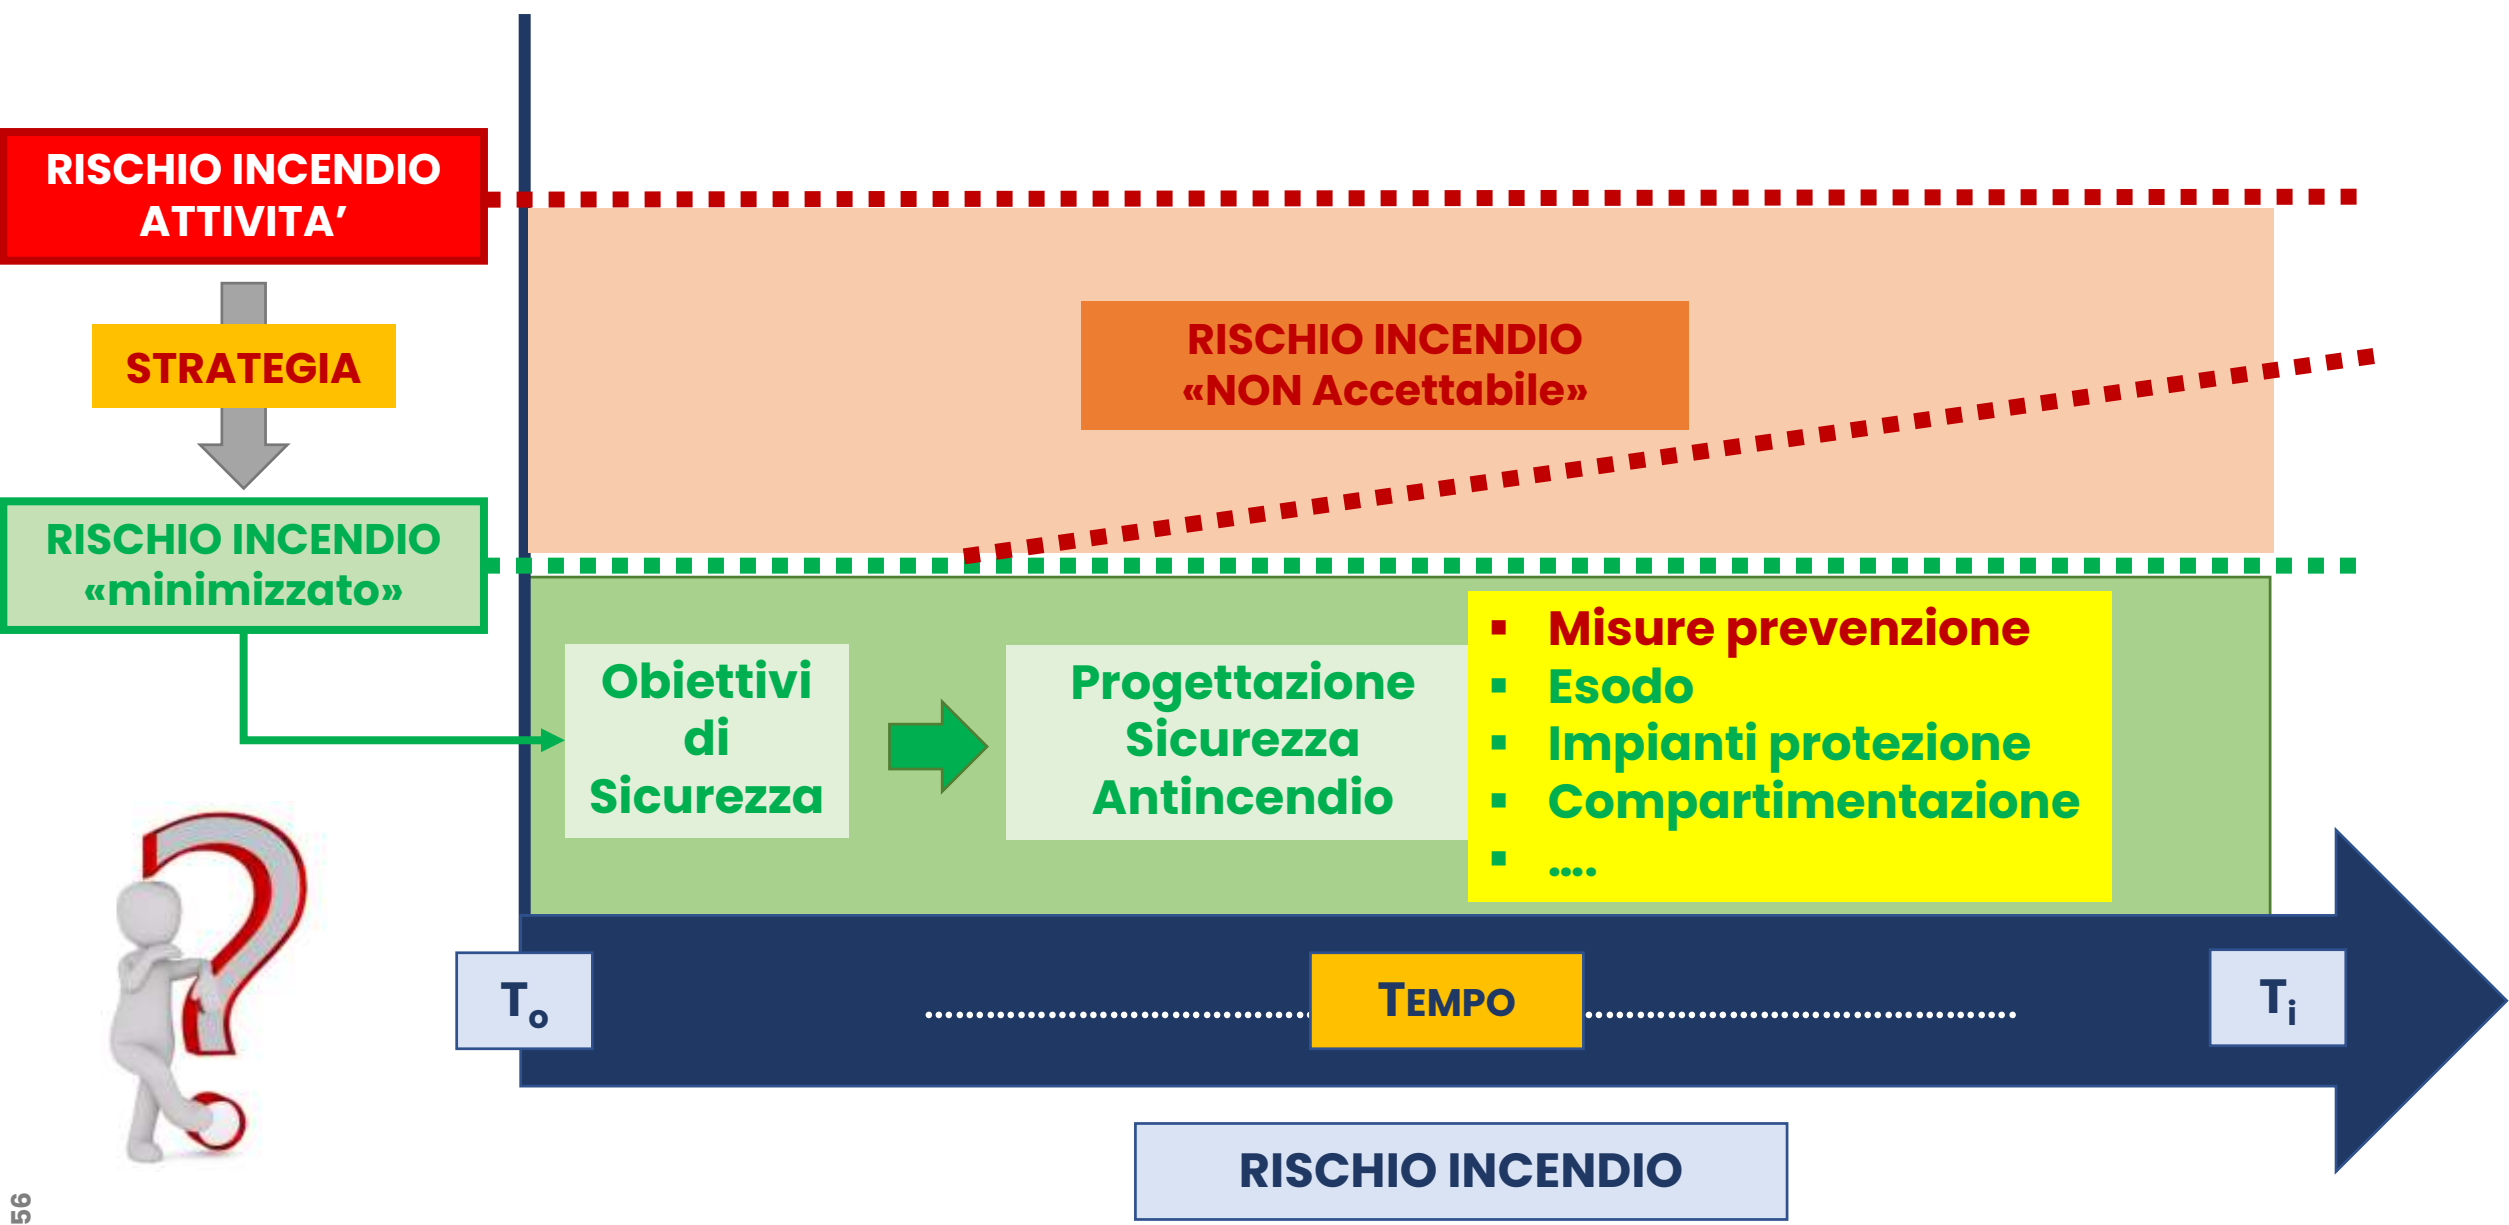 RISCHIO INCENDIO
ATTIVITA’
STRATEGIA
RISCHIO INCENDIO
«minimizzato»
RISCHIO INCENDIO
«NON Accettabile»
Obiettivi
di
Sicurezza
Progettazione
Sicurezza
Antincendio
▪ Misure prevenzione
▪ Esodo
▪ Impianti protezione
▪ Compartimentazione
▪ ....
To
TEMPO
Ti
RISCHIO INCENDIO
56